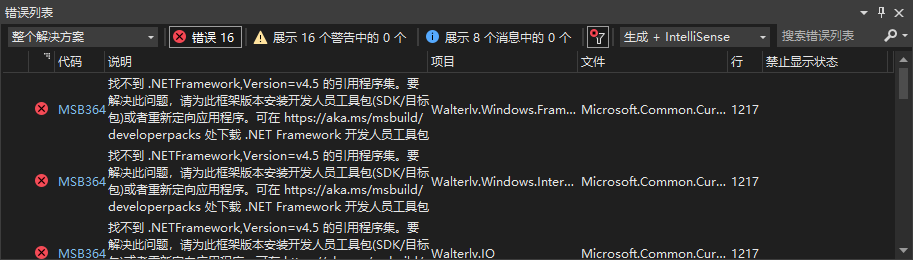 错误列表
整个解决方案 错误 16 展示 16 个警告中的 0 个 展示 8 个消息中的 0 个 生成 + IntelliSense 搜索错误列表
代码 说明 项目 文件 行 禁止显示状态
找不到 .NETFramework,Version=v4.5 的引用程序集。要
解决此问题，请为此框架版本安装开发人员工具包(SDK/目标
包)或者重新定向应用程序。可在 https://aka.ms/msbuild/
developerpacks 处下载 .NET Framework 开发人员工具包
MSB364 Walterlv.Windows.Fram... Microsoft.Common.Cur... 1217
找不到 .NETFramework,Version=v4.5 的引用程序集。要
解决此问题，请为此框架版本安装开发人员工具包(SDK/目标
包)或者重新定向应用程序。可在 https://aka.ms/msbuild/
developerpacks 处下载 .NET Framework 开发人员工具包
MSB364 Walterlv.Windows.Inter... Microsoft.Common.Cur... 1217
找不到 .NETFramework,Version=v4.5 的引用程序集。要
解决此问题，请为此框架版本安装开发人员工具包(SDK/目标
MSB364 Walterlv.IO Microsoft.Common.Cur... 1217